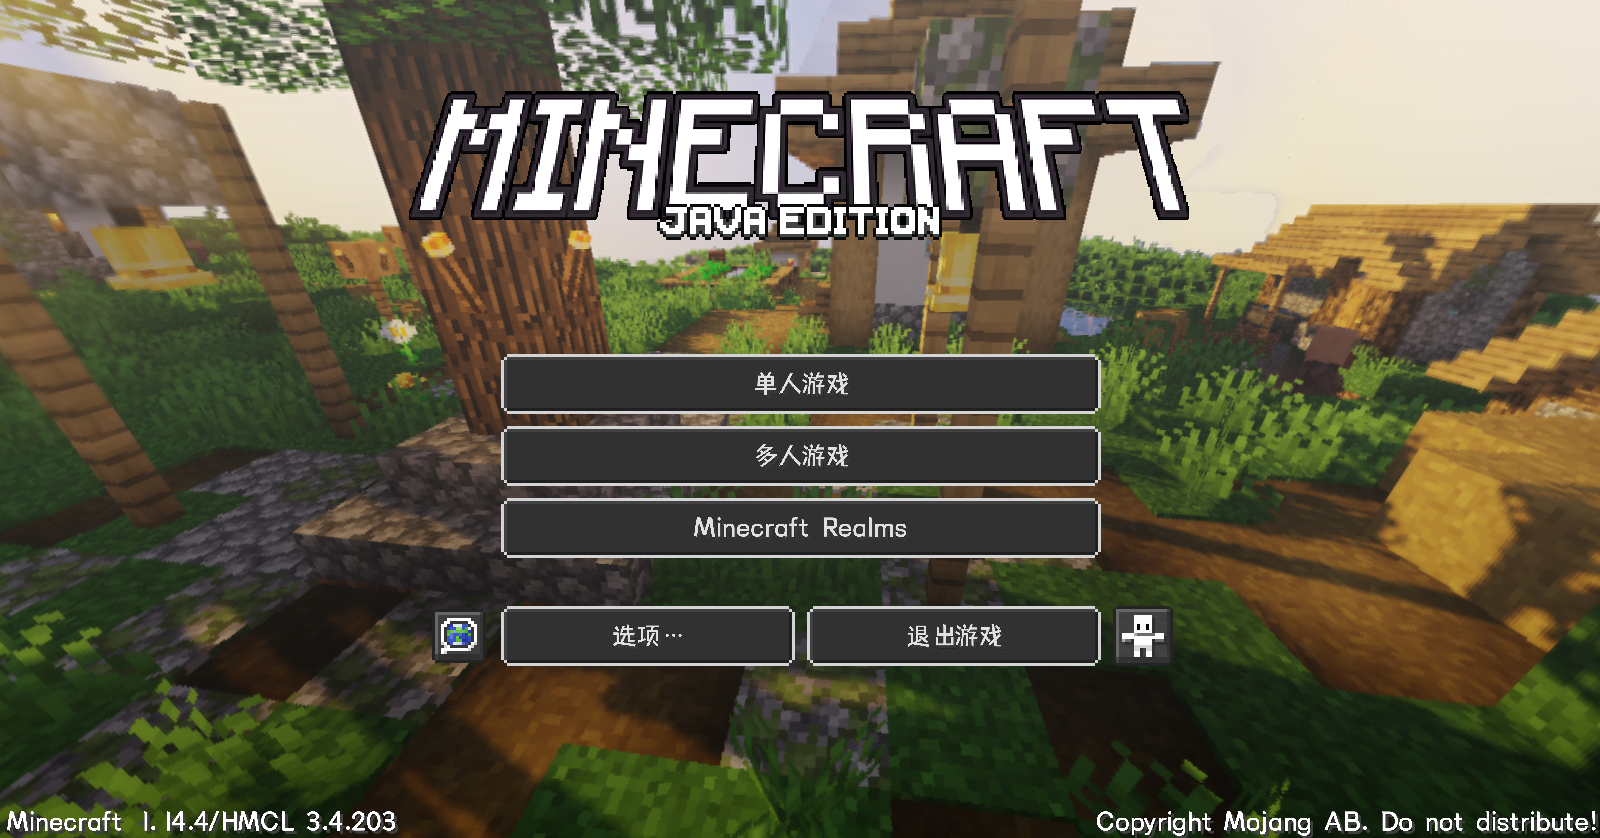 MINECRAFT
JAVA EDITION
单人游戏
多人游戏
Minecraft Realms
选项…
退出游戏
Minecraft 1.14.4/HMCL 3.4.203
Copyright Mojang AB. Do not distribute!